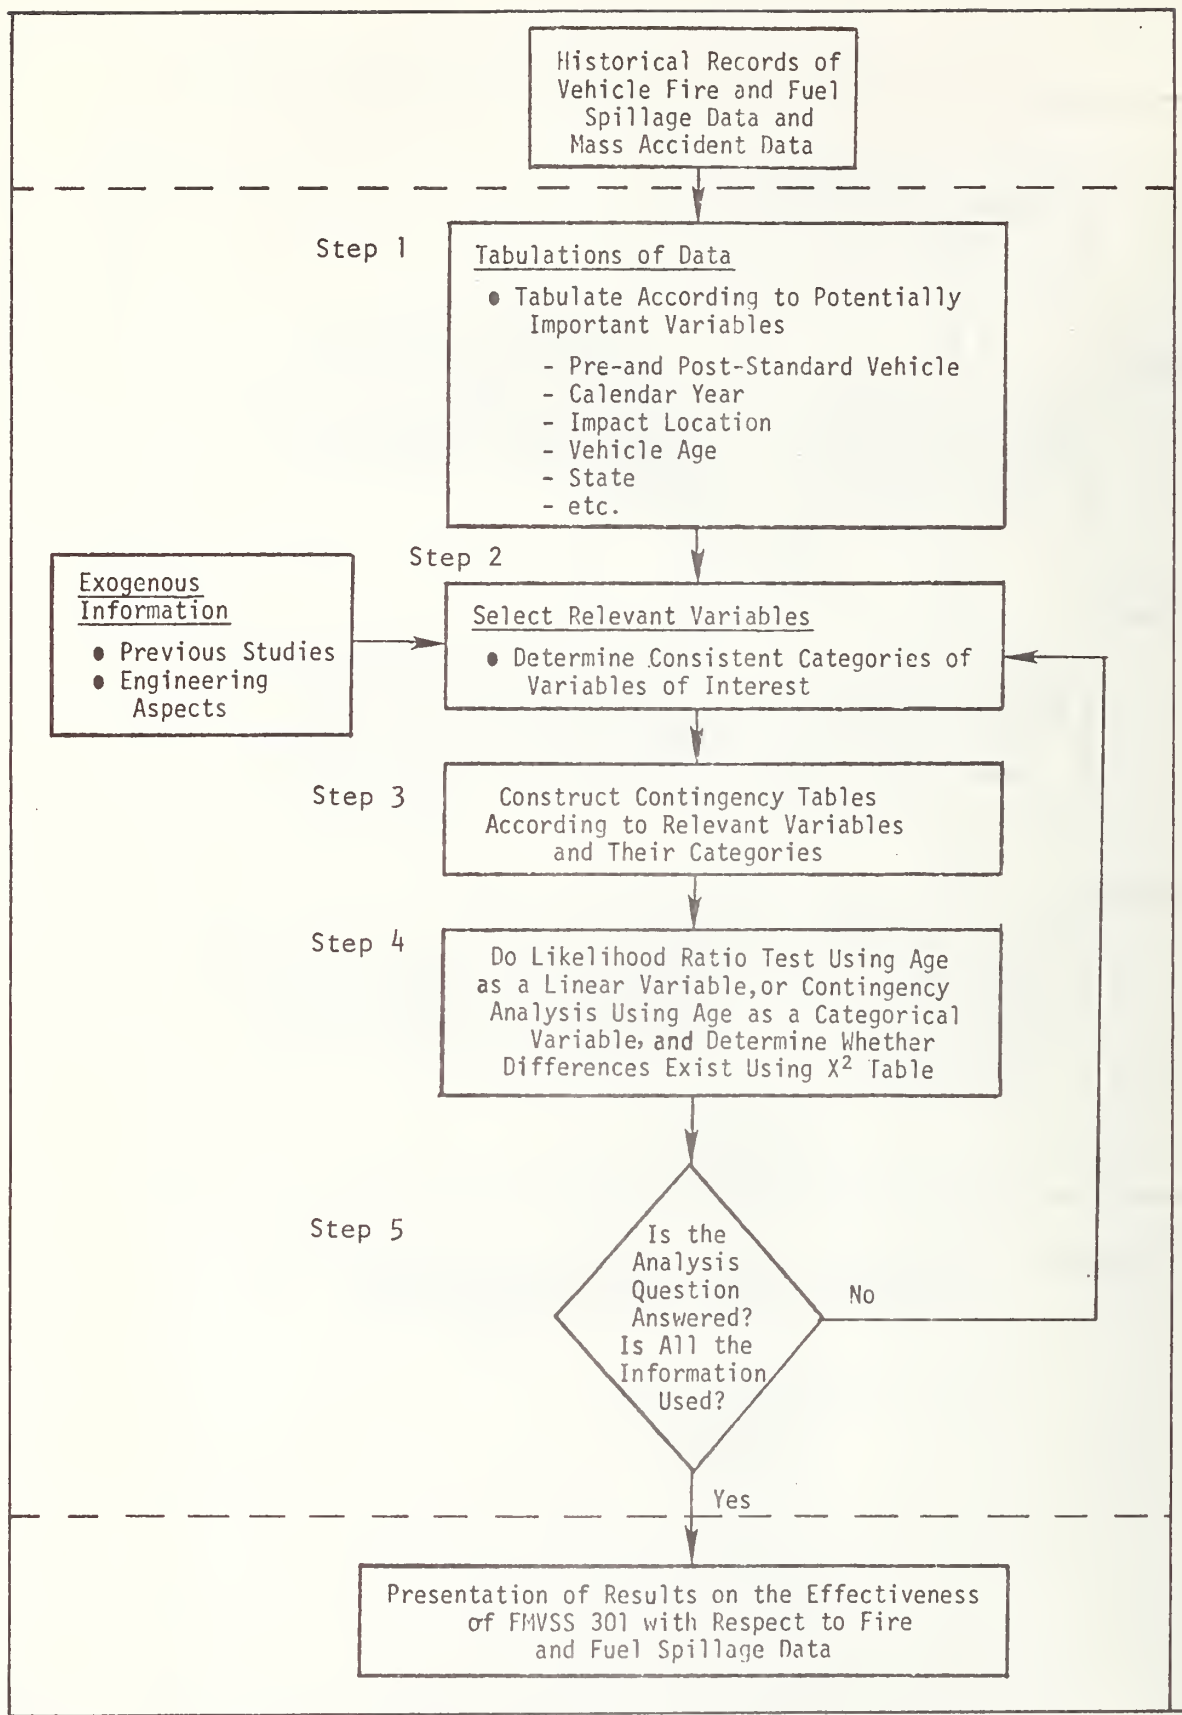 Historical Records of
Vehicle Fire and Fuel
Spillage Data and
Mass Accident Data
Step 1
Tabulations of Data
● Tabulate According to Potentially
Important Variables
- Pre-and Post-Standard Vehicle
- Calendar Year
- Impact Location
- Vehicle Age
- State
- etc.
Step 2
Exogenous
Information
● Previous Studies
● Engineering
Aspects
Select Relevant Variables
● Determine Consistent Categories of
Variables of Interest
Step 3
Construct Contingency Tables
According to Relevant Variables
and Their Categories
Step 4
Do Likelihood Ratio Test Using Age
as a Linear Variable, or Contingency
Analysis Using Age as a Categorical
Variable, and Determine Whether
Differences Exist Using X² Table
Step 5
Is the
Analysis
Question
Answered?
Is All the
Information
Used?
No
Yes
Presentation of Results on the Effectiveness
of FMVSS 301 with Respect to Fire
and Fuel Spillage Data